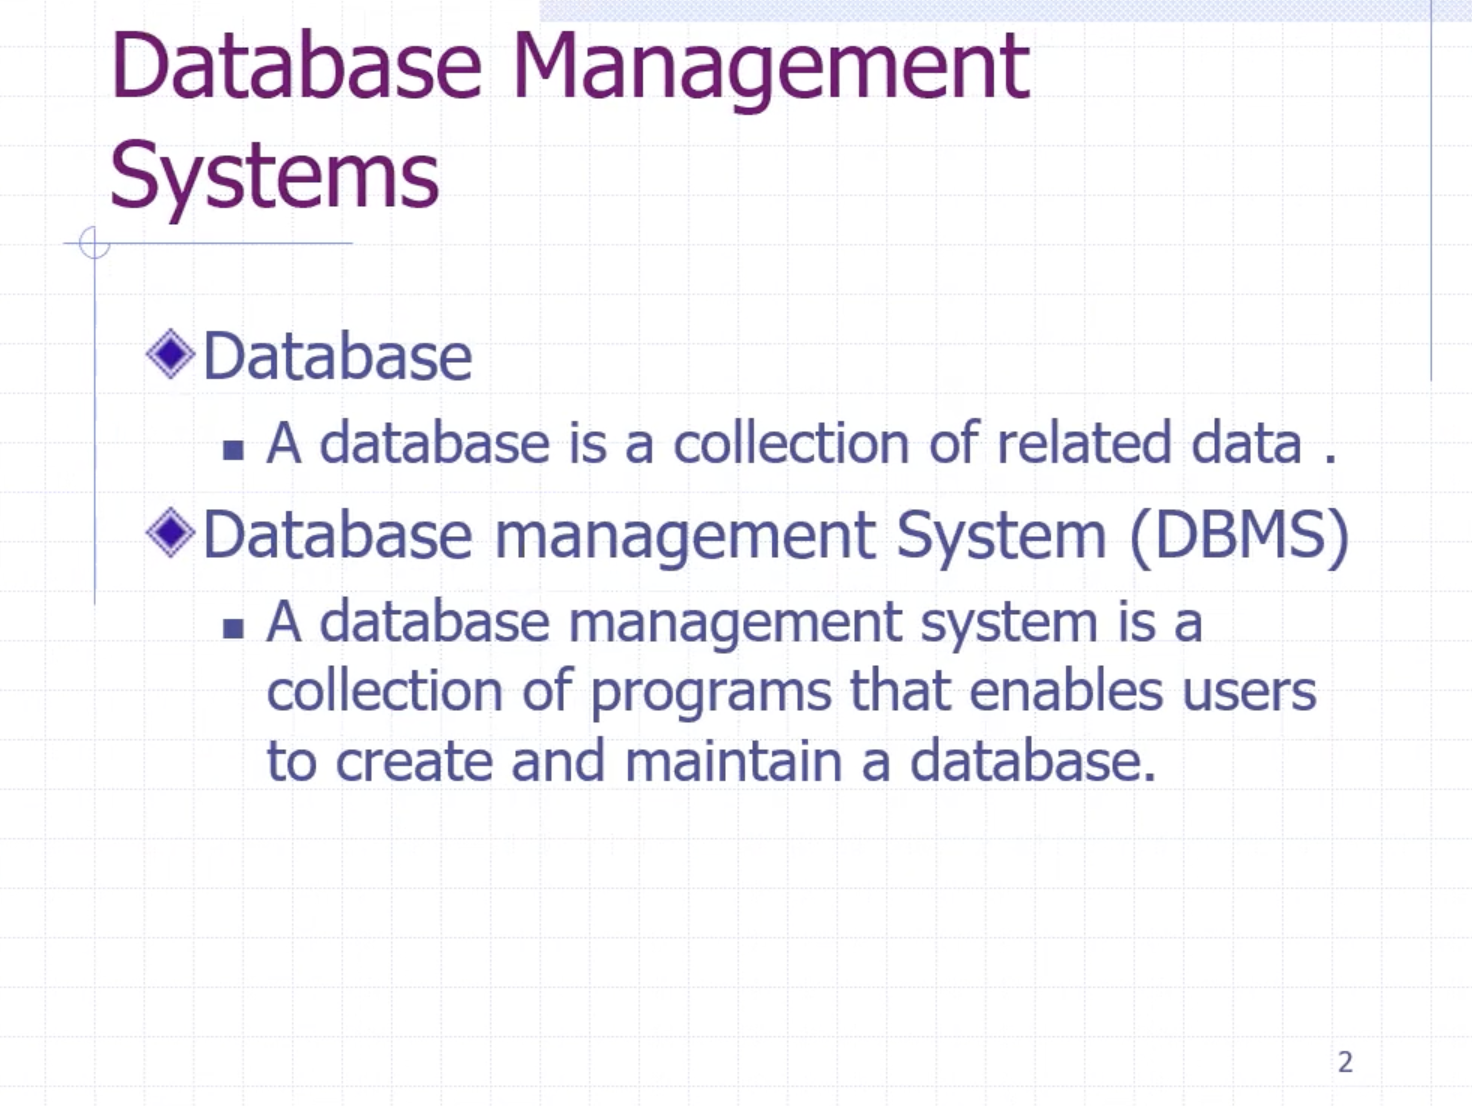 Database Management
Systems
Database
A database is a collection of related data .
Database management System (DBMS)
A database management system is a
collection of programs that enables users
to create and maintain a database.
2